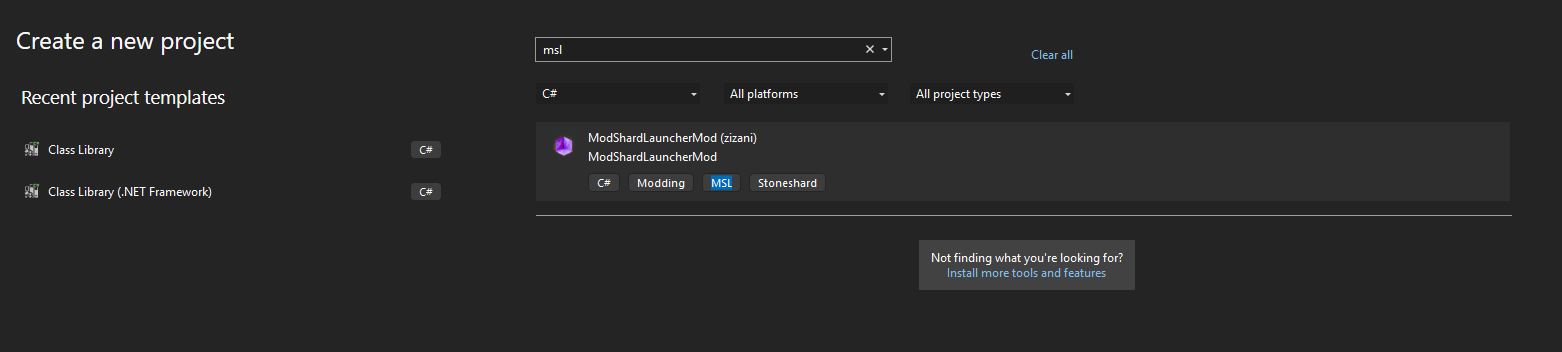 Create a new project
msl
Clear all
Recent project templates
C#
All platforms
All project types
Class Library
C#
Class Library (.NET Framework)
C#
ModShardLauncherMod (zizani)
ModShardLauncherMod
C# Modding MSL Stoneshard
Not finding what you're looking for?
Install more tools and features